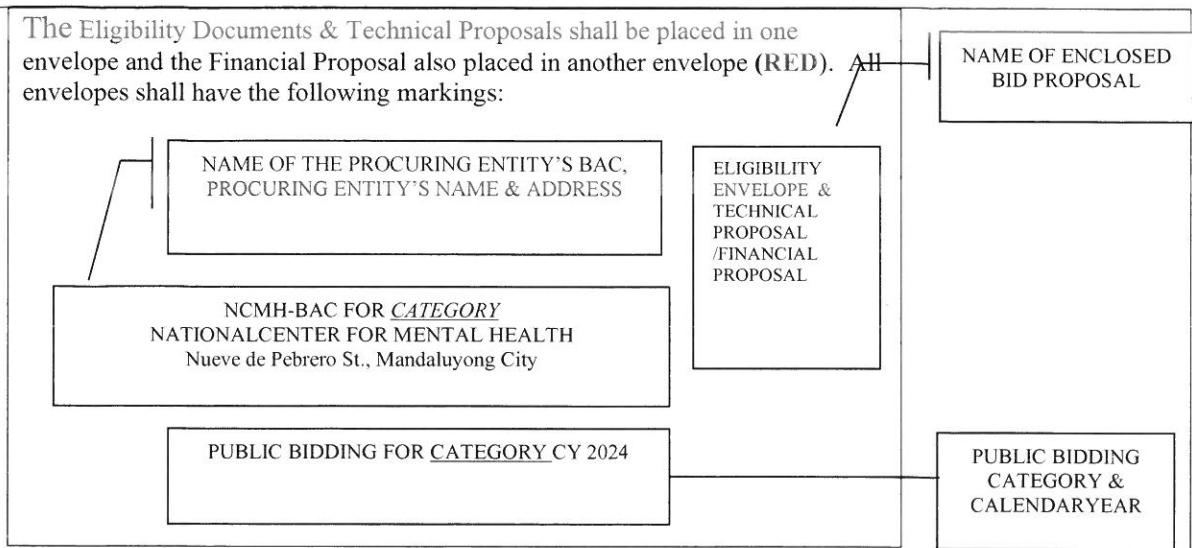 The Eligibility Documents & Technical Proposals shall be placed in one
envelope and the Financial Proposal also placed in another envelope (RED). All
envelopes shall have the following markings:
NAME OF ENCLOSED
BID PROPOSAL
NAME OF THE PROCURING ENTITY'S BAC,
PROCURING ENTITY'S NAME & ADDRESS
ELIGIBILITY
ENVELOPE &
TECHNICAL
PROPOSAL
/FINANCIAL
PROPOSAL
NCMH-BAC FOR CATEGORY
NATIONALCENTER FOR MENTAL HEALTH
Nueve de Pebrero St., Mandaluyong City
PUBLIC BIDDING FOR CATEGORY CY 2024
PUBLIC BIDDING
CATEGORY &
CALENDARYEAR